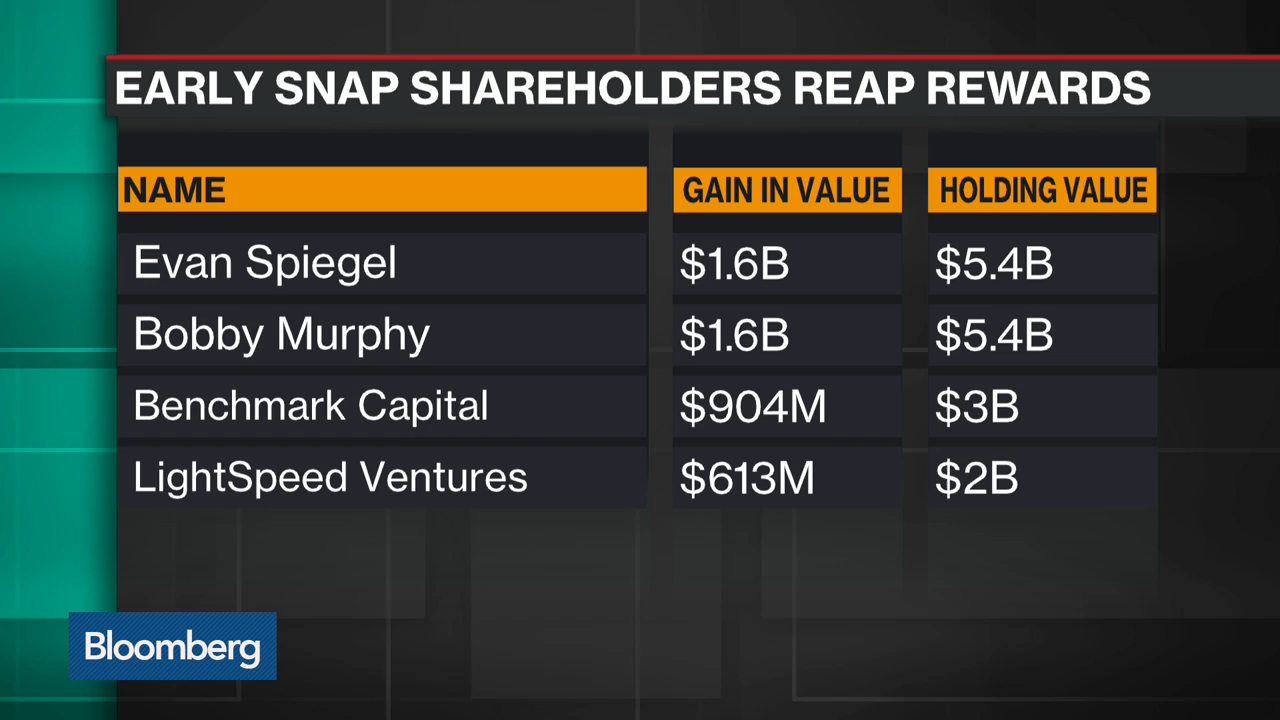 EARLY SNAP SHAREHOLDERS REAP REWARDS
NAME GAIN IN VALUE HOLDING VALUE
Evan Spiegel $1.6B $5.4B
Bobby Murphy $1.6B $5.4B
Benchmark Capital $904M $3B
LightSpeed Ventures $613M $2B
Bloomberg